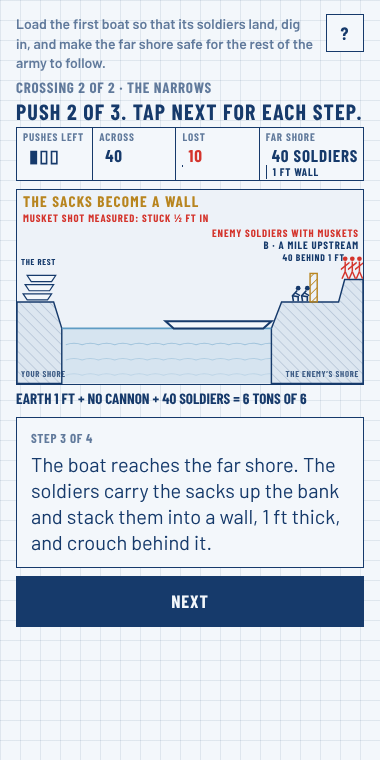 Load the first boat so that its soldiers land, dig
in, and make the far shore safe for the rest of the
army to follow.
?
CROSSING 2 OF 2 · THE NARROWS
PUSH 2 OF 3. TAP NEXT FOR EACH STEP.
PUSHES LEFT
ACROSS
40
LOST
10
FAR SHORE
40 SOLDIERS
1 FT WALL
THE SACKS BECOME A WALL
MUSKET SHOT MEASURED: STUCK ½ FT IN
ENEMY SOLDIERS WITH MUSKETS
B · A MILE UPSTREAM
40 BEHIND 1 FT
THE REST
YOUR SHORE
THE ENEMY'S SHORE
EARTH 1 FT + NO CANNON + 40 SOLDIERS = 6 TONS OF 6
STEP 3 OF 4
The boat reaches the far shore. The
soldiers carry the sacks up the bank
and stack them into a wall, 1 ft thick,
and crouch behind it.
NEXT